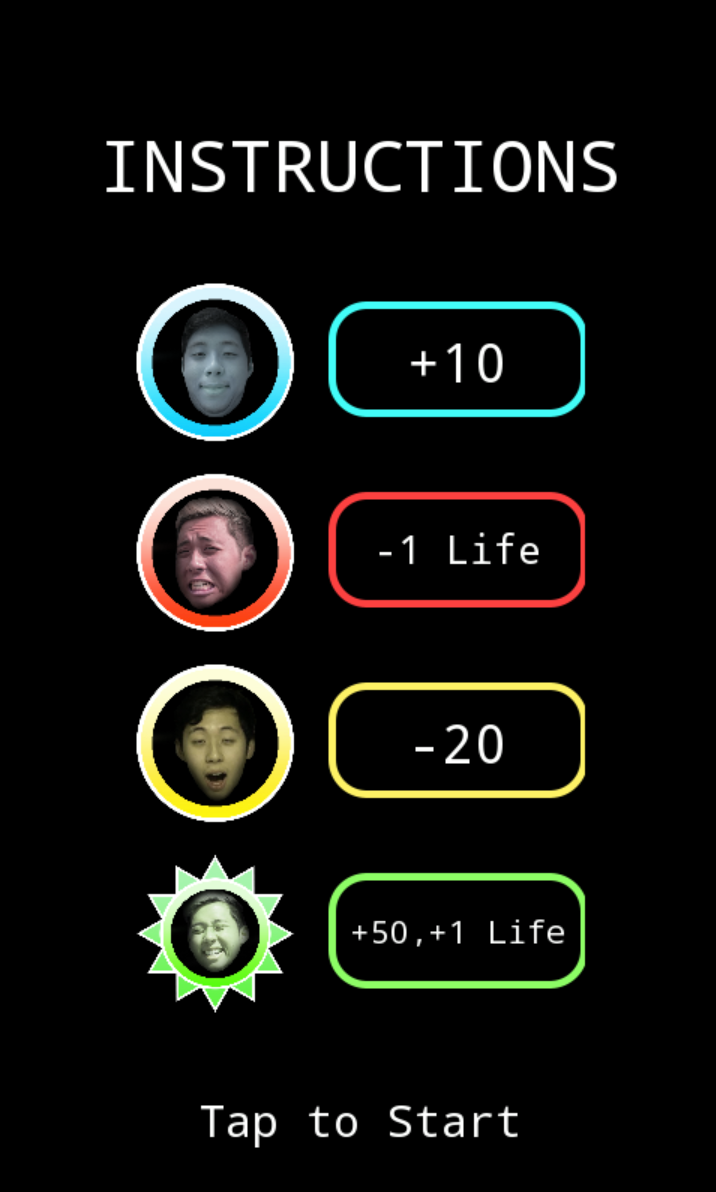 INSTRUCTIONS
+10
-1 Life
-20
+50,+1 Life
Tap to Start